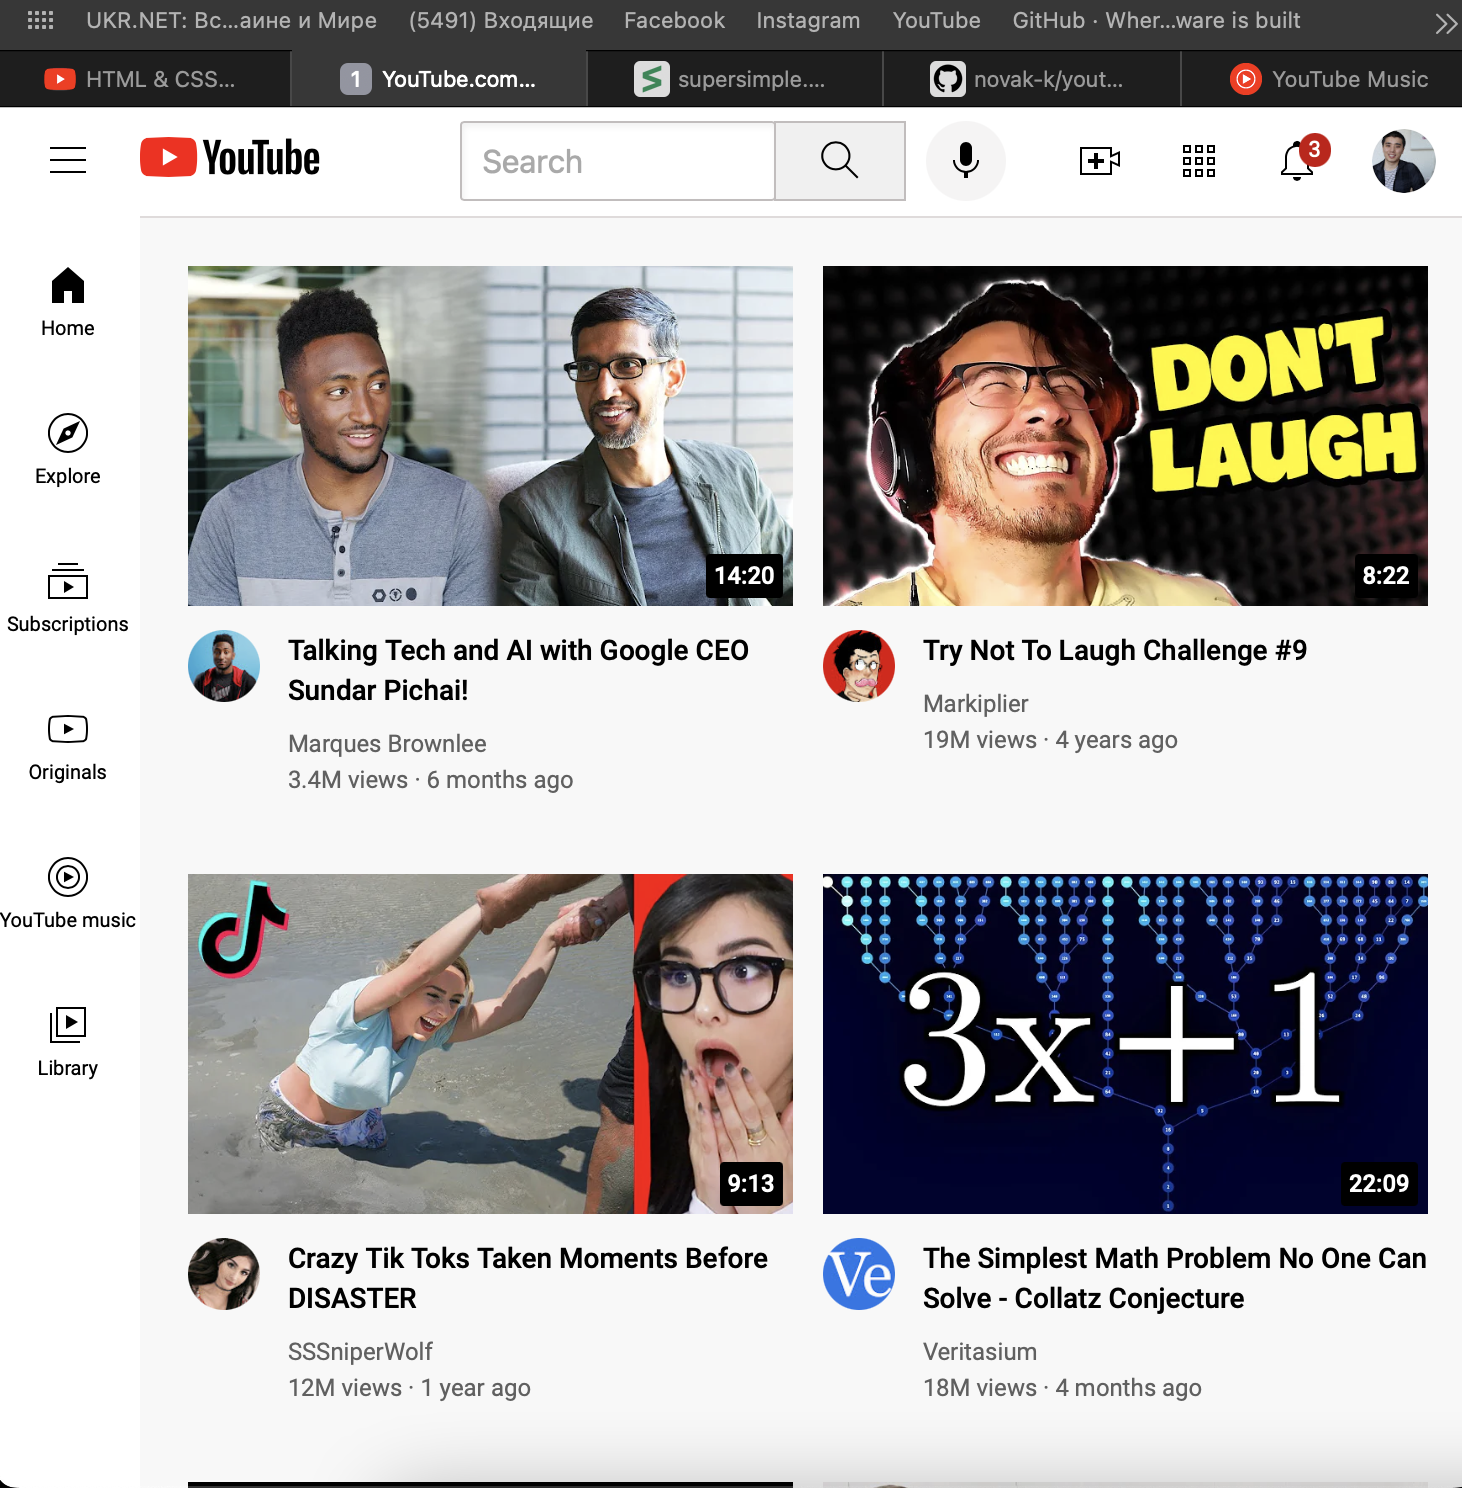 UKR.NET: Вс...аине и Мире (5491) Входящие Facebook Instagram YouTube GitHub · Wher...ware is built
HTML & CSS... 1 YouTube.com... supersimple.... novak-k/yout... YouTube Music
YouTube Search 3
Home
Explore
Subscriptions
Originals
YouTube music
Library
DON'T
LAUGH
14:20
8:22
Talking Tech and AI with Google CEO
Sundar Pichai!
Marques Brownlee
3.4M views · 6 months ago
Try Not To Laugh Challenge #9
Markiplier
19M views · 4 years ago
3x+1
9:13
22:09
Crazy Tik Toks Taken Moments Before
DISASTER
SSSniperWolf
12M views · 1 year ago
Ve
The Simplest Math Problem No One Can
Solve - Collatz Conjecture
Veritasium
18M views · 4 months ago